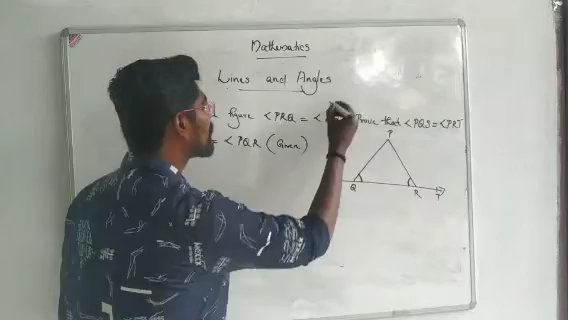 Mathematics
Lines and Angles
figure < PRQ = < Prove that < PQS = < PRT
= < PQR (Given)
P
Q R T